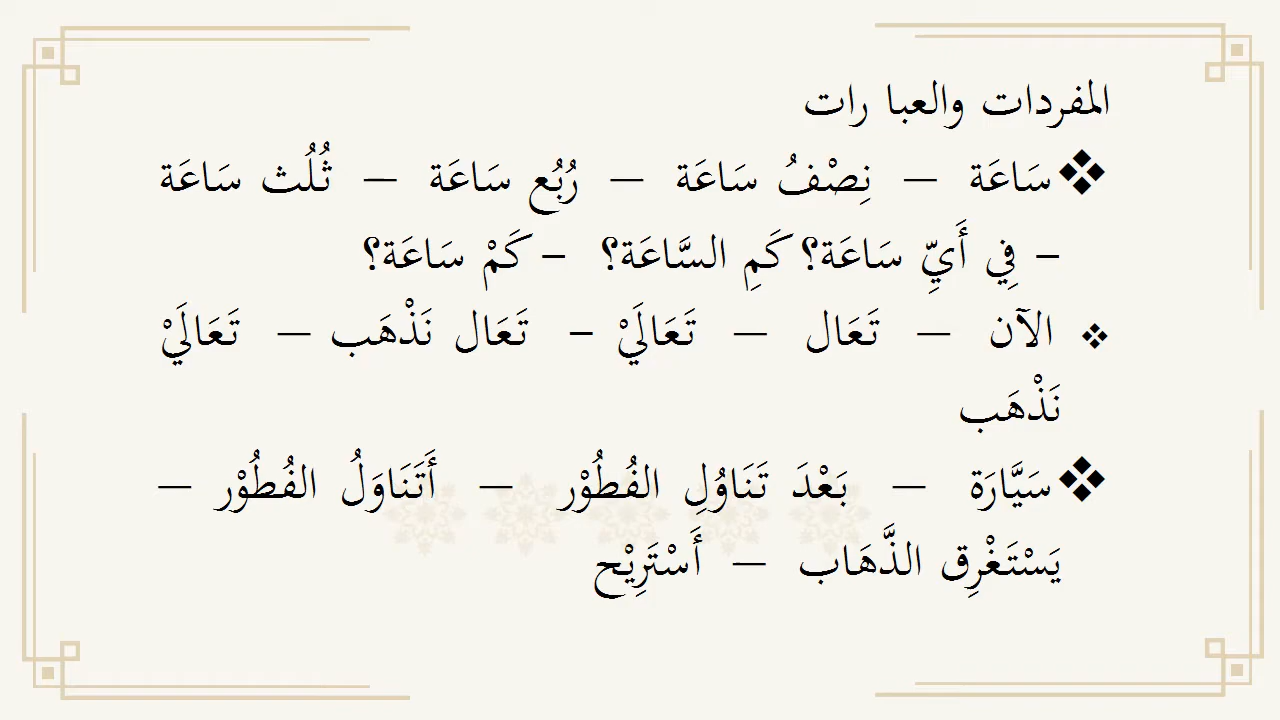 المفردات والعبا رات
❖ سَاعَة — نِصْفُ سَاعَة — رُبُع سَاعَة — ثُلُث سَاعَة
– فِي أَيِّ سَاعَة؟ كَمِ السَّاعَة؟ – كَمْ سَاعَة؟
❖ الآن — تَعَال — تَعَالَيْ – تَعَال نَذْهَب — تَعَالَيْ
نَذْهَب
❖ سَيَّارَة — بَعْدَ تَنَاوُلِ الفُطُوْر — أَتَنَاوَلُ الفُطُوْر —
يَسْتَغْرِق الذَّهَاب — أَسْتَرِيْح